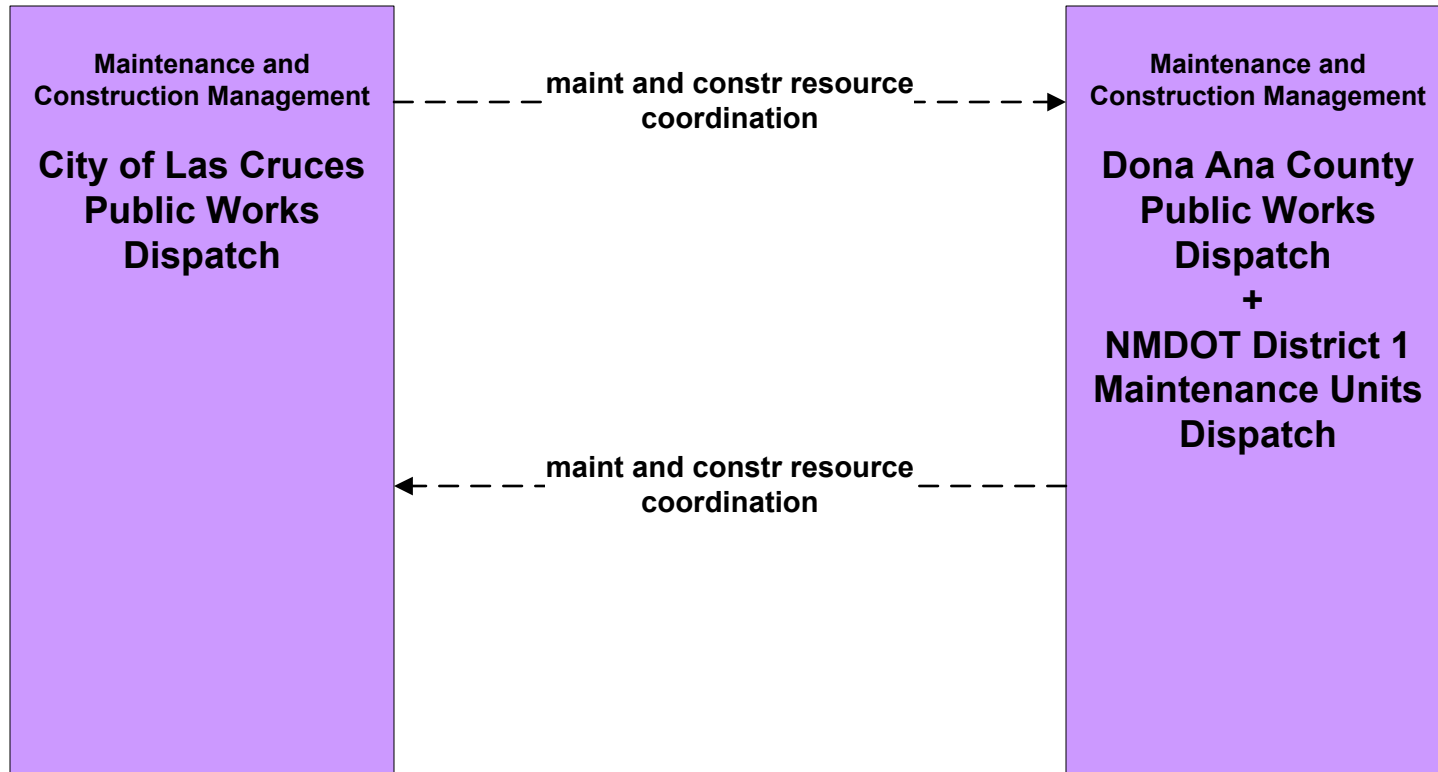 Maintenance and
Construction Management
City of Las Cruces
Public Works
Dispatch
maint and constr resource
coordination
maint and constr resource
coordination
Maintenance and
Construction Management
Dona Ana County
Public Works
Dispatch
+
NMDOT District 1
Maintenance Units
Dispatch